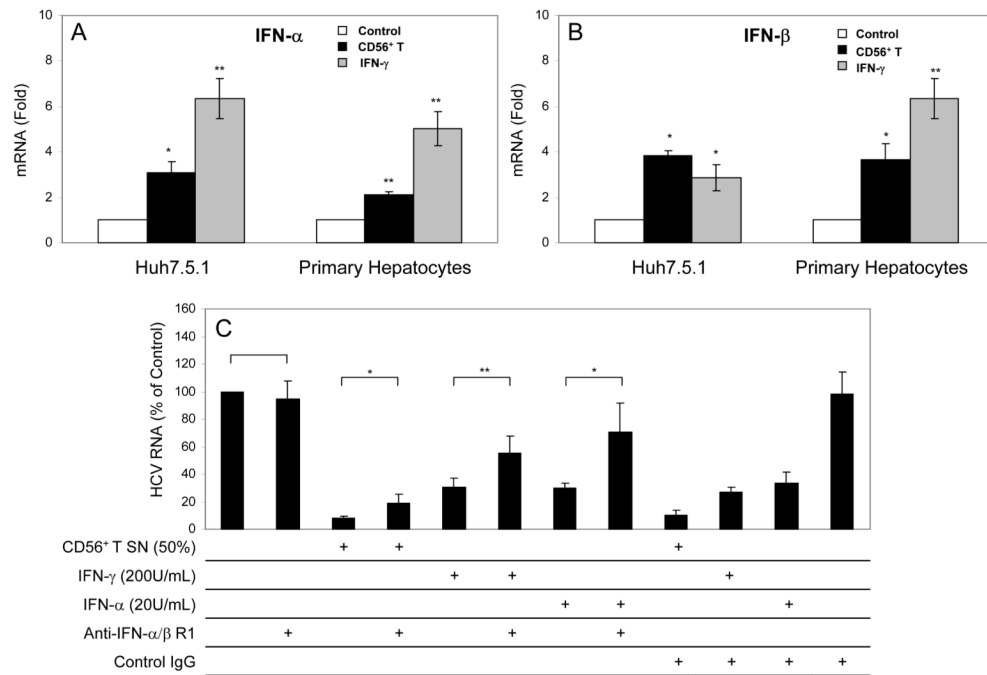 A
IFN-α
Control
CD56⁺ T
IFN-γ
mRNA (Fold)
10
8
6
4
2
0
*
**
**
**
Huh7.5.1
Primary Hepatocytes
B
IFN-β
Control
CD56⁺ T
IFN-γ
mRNA (Fold)
10
8
6
4
2
0
*
*
*
**
Huh7.5.1
Primary Hepatocytes
C
HCV RNA (% of Control)
160
140
120
100
80
60
40
20
0
*
**
*
CD56⁺ T SN (50%) + + +
IFN-γ (200U/mL) + + +
IFN-α (20U/mL) + + +
Anti-IFN-α/β R1 + + + +
Control IgG + + + +